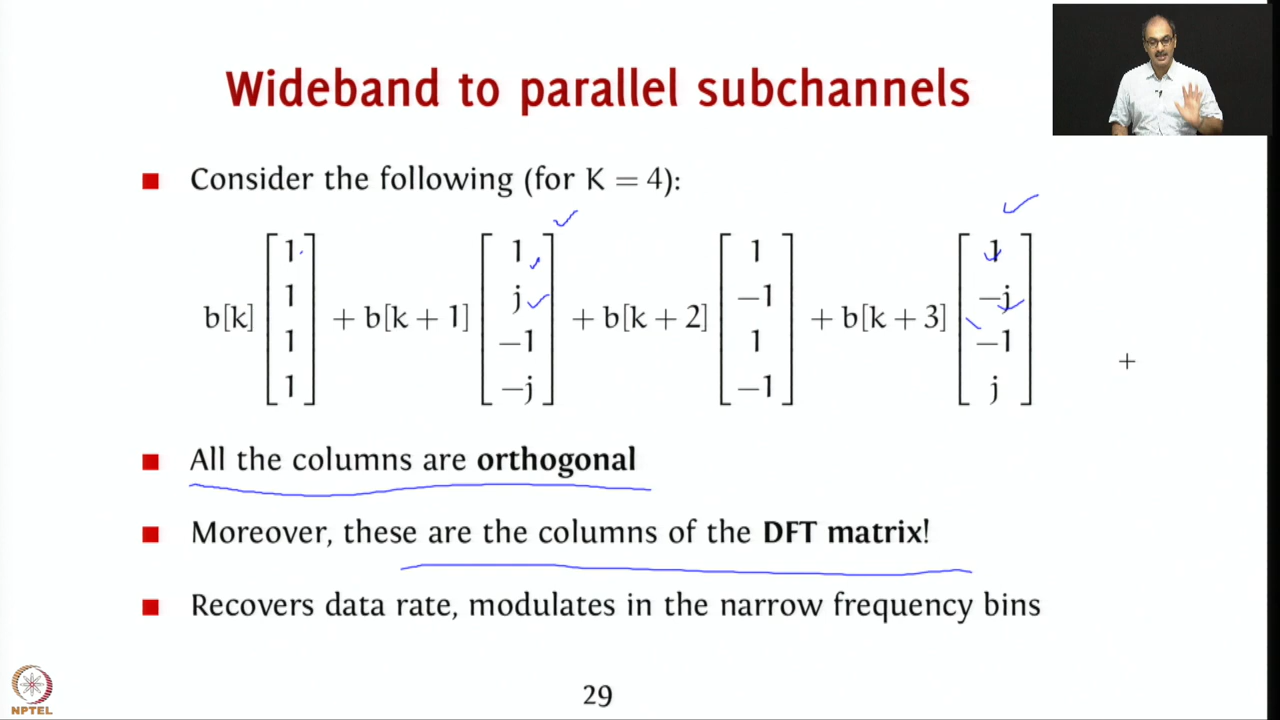 Wideband to parallel subchannels
Consider the following (for K = 4):
b[k] [1 1 1 1] + b[k + 1] [1 j −1 −j] + b[k + 2] [1 −1 1 −1] + b[k + 3] [1 −j −1 j] +
All the columns are orthogonal
Moreover, these are the columns of the DFT matrix!
Recovers data rate, modulates in the narrow frequency bins
NPTEL
29